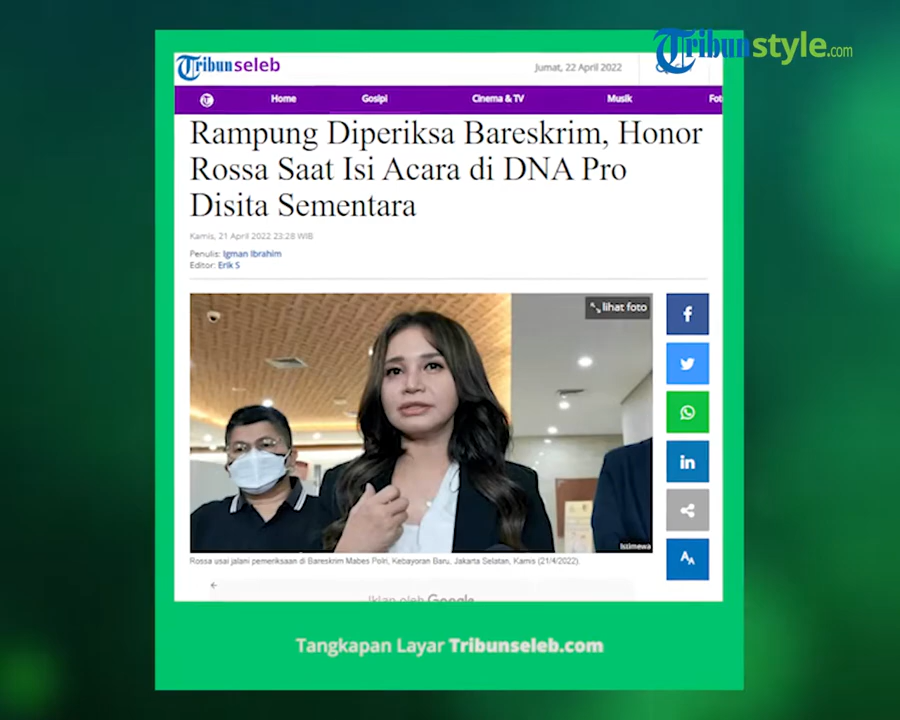 Tribunstyle.com
Tribunseleb
Jumat, 22 April 2022
Home Gosipi Cinema & TV Musik
Rampung Diperiksa Bareskrim, Honor
Rossa Saat Isi Acara di DNA Pro
Disita Sementara
Kamis, 21 April 2022 23:28 WIB
Penulis: Igman Ibrahim
Editor: Erik S
lihat foto
Istimewa
Rossa usai jalani pemeriksaan di Bareskrim Mabes Polri, Kebayoran Baru, Jakarta Selatan, Kamis (21/4/2022).
Iklan oleh Google
Tangkapan Layar Tribunseleb.com